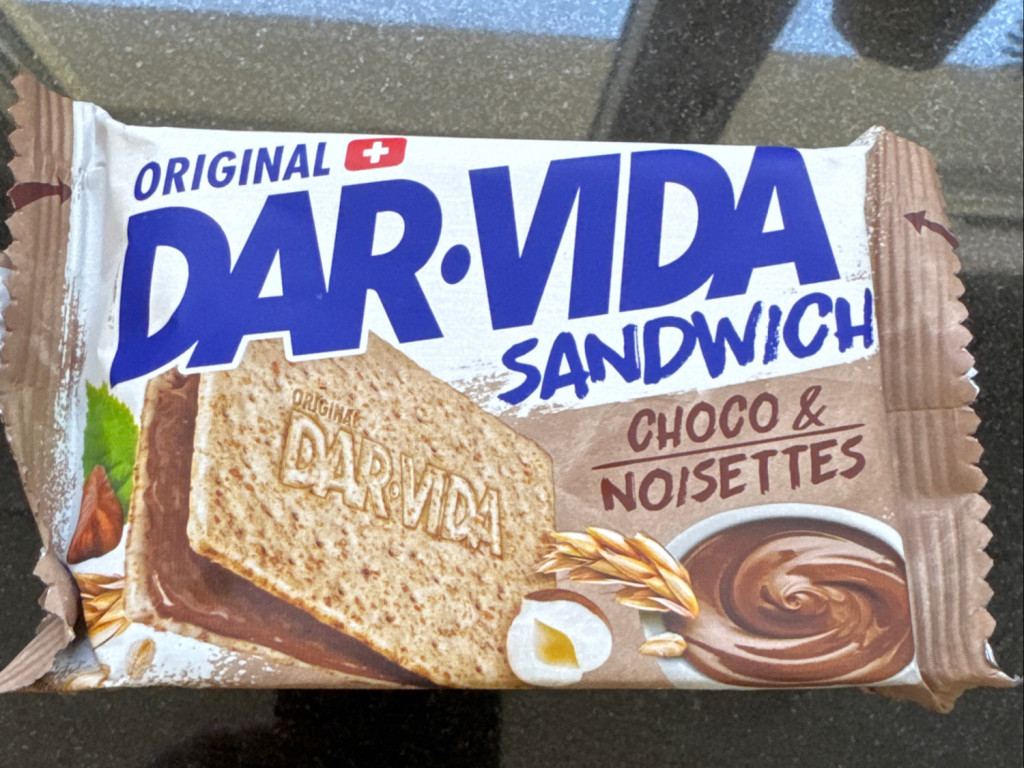 ORIGINAL
DAR·VIDA
SANDWICH
CHOCO &
NOISETTES
ORIGINAL
DAR·VIDA